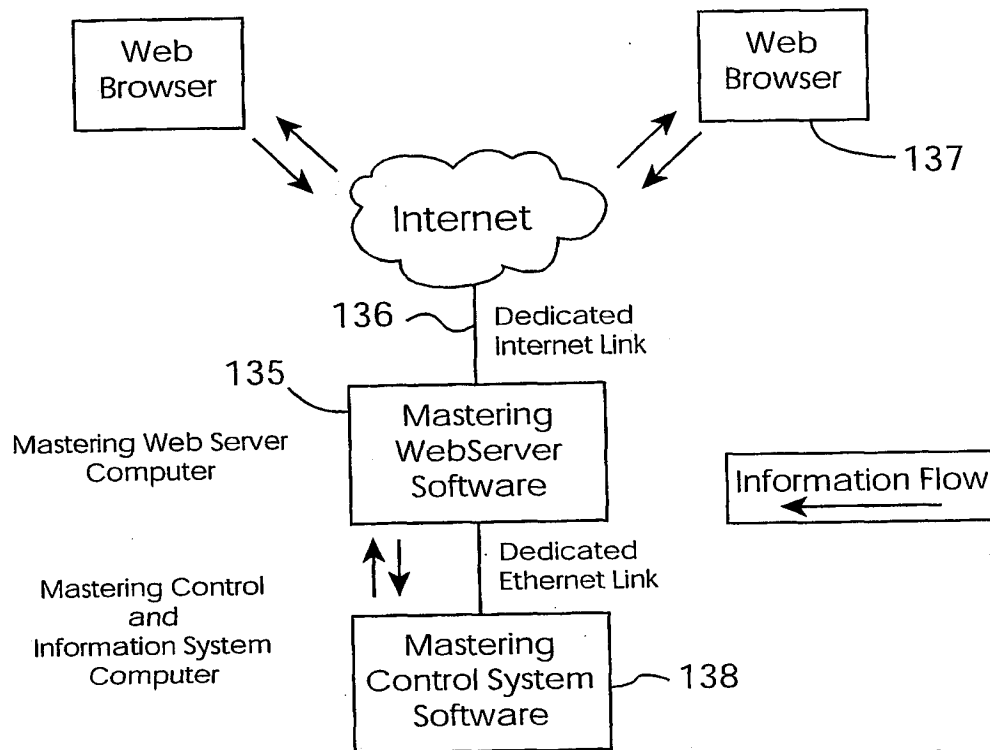 Web
Browser
Web
Browser
137
Internet
136
Dedicated
Internet Link
135
Mastering Web Server
Computer
Mastering
WebServer
Software
Information Flow
Dedicated
Ethernet Link
Mastering Control
and
Information System
Computer
Mastering
Control System
Software
138